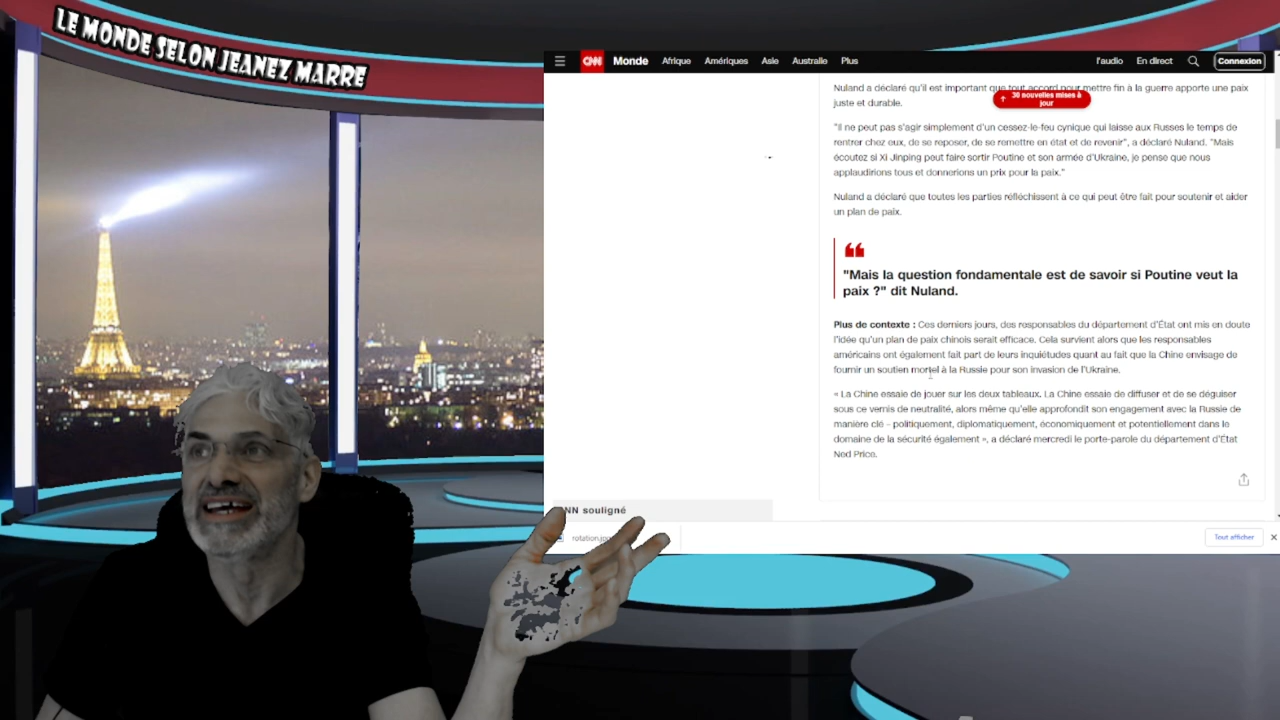 LE MONDE SELON JEANEZ MARRE
CNN Monde Afrique Amériques Asie Australie Plus l'audio En direct Connexion
Nuland a déclaré qu'il est important que tout accord pour mettre fin à la guerre apporte une paix
juste et durable.
36 nouvelles mises à
jour
"Il ne peut pas s'agir simplement d'un cessez-le-feu cynique qui laisse aux Russes le temps de
rentrer chez eux, de se reposer, de se remettre en état et de revenir", a déclaré Nuland. "Mais
écoutez si Xi Jinping peut faire sortir Poutine et son armée d'Ukraine, je pense que nous
applaudirions tous et donnerions un prix pour la paix."
Nuland a déclaré que toutes les parties réfléchissent à ce qui peut être fait pour soutenir et aider
un plan de paix.
"Mais la question fondamentale est de savoir si Poutine veut la
paix ?" dit Nuland.
Plus de contexte : Ces derniers jours, des responsables du département d'État ont mis en doute
l'idée qu'un plan de paix chinois serait efficace. Cela survient alors que les responsables
américains ont également fait part de leurs inquiétudes quant au fait que la Chine envisage de
fournir un soutien mortel à la Russie pour son invasion de l'Ukraine.
« La Chine essaie de jouer sur les deux tableaux. La Chine essaie de diffuser et de se déguiser
sous ce vernis de neutralité, alors même qu'elle approfondit son engagement avec la Russie de
manière clé – politiquement, diplomatiquement, économiquement et potentiellement dans le
domaine de la sécurité également », a déclaré mercredi le porte-parole du département d'État
Ned Price.
NN souligné
Tout afficher